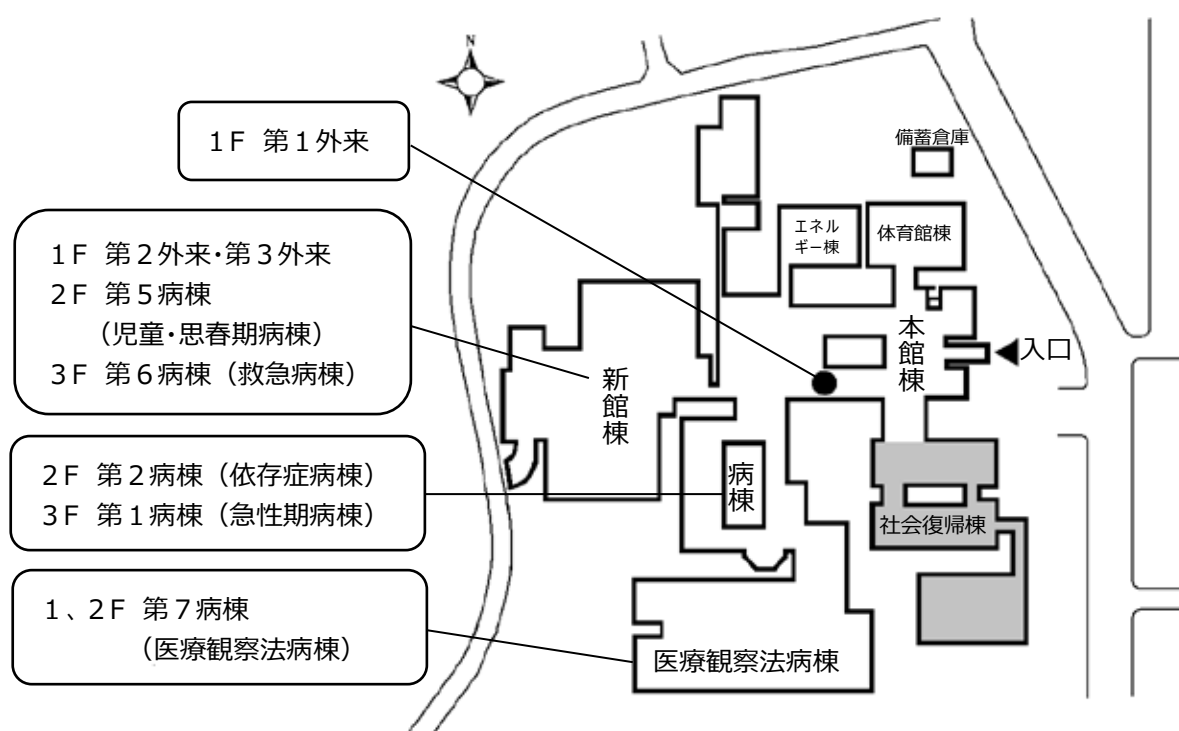 N
1F 第1外来
備蓄倉庫
エネル
ギー棟
体育館棟
1F 第2外来･第3外来
2F 第5病棟
（児童･思春期病棟）
3F 第6病棟（救急病棟）
本館棟
入口
新館棟
2F 第2病棟（依存症病棟）
3F 第1病棟（急性期病棟）
病棟
社会復帰棟
1、2F 第7病棟
（医療観察法病棟）
医療観察法病棟